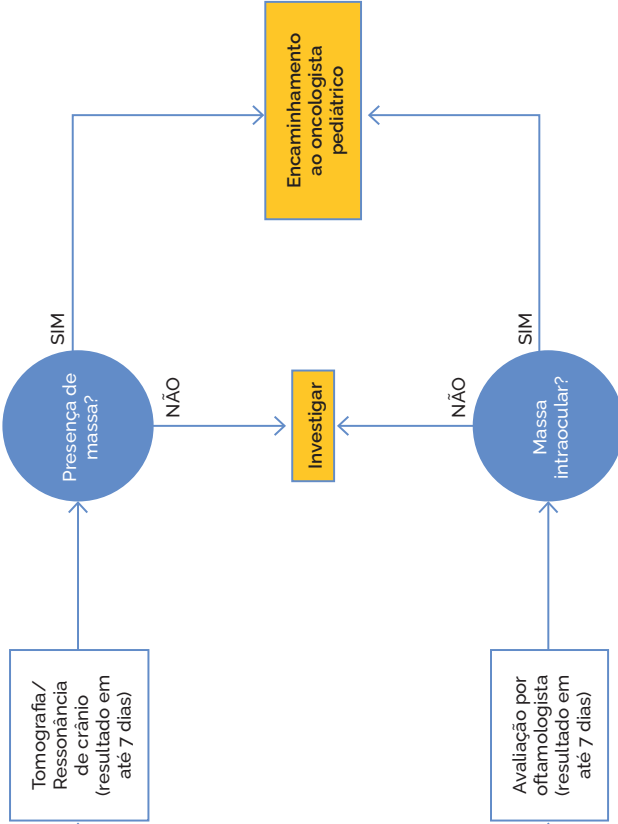 Tomografia/
Ressonância
de crânio
(resultado em
até 7 dias)
Presença de
massa?
SIM
NÃO
Encaminhamento
ao oncologista
pediátrico
Investigar
Avaliação por
oftamologista
(resultado em
até 7 dias)
Massa
intraocular?
SIM
NÃO